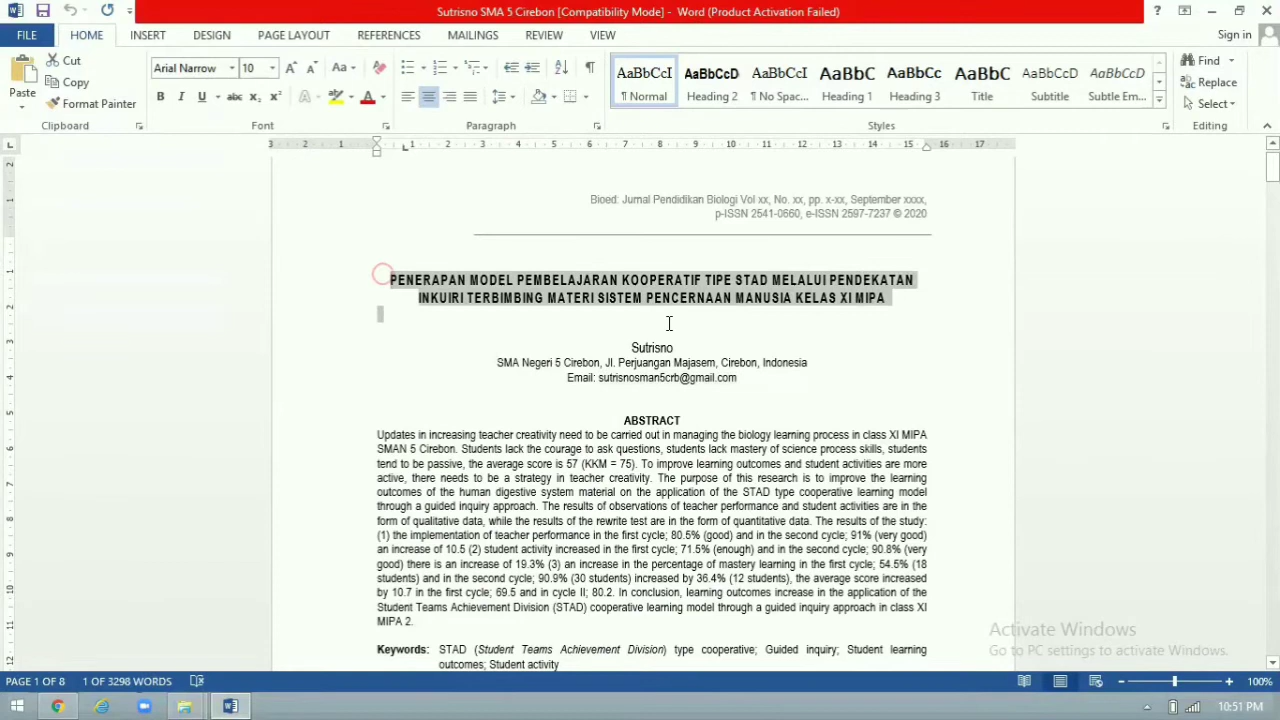 Sutrisno SMA 5 Cirebon [Compatibility Mode] - Word (Product Activation Failed)
FILE HOME INSERT DESIGN PAGE LAYOUT REFERENCES MAILINGS REVIEW VIEW Sign in
Paste
Cut
Copy
Format Painter
Clipboard
Arial Narrow 10
Font
Paragraph
AaBbCcI AaBbCcD AaBbCcI AaBbC AaBbCc AaBbC AaBbCcD AaBbCcD
¶ Normal Heading 2 ¶ No Spac... Heading 1 Heading 3 Title Subtitle Subtle Em...
Styles
Find
Replace
Select
Editing
3 2 1 1 2 3 4 5 6 7 8 9 10 11 12 13 14 15 16 17
Bioed: Jurnal Pendidikan Biologi Vol xx, No. xx, pp. x-xx, September xxxx,
p-ISSN 2541-0660, e-ISSN 2597-7237 © 2020
PENERAPAN MODEL PEMBELAJARAN KOOPERATIF TIPE STAD MELALUI PENDEKATAN
INKUIRI TERBIMBING MATERI SISTEM PENCERNAAN MANUSIA KELAS XI MIPA
Sutrisno
SMA Negeri 5 Cirebon, Jl. Perjuangan Majasem, Cirebon, Indonesia
Email: sutrisnosman5crb@gmail.com
ABSTRACT
Updates in increasing teacher creativity need to be carried out in managing the biology learning process in class XI MIPA
SMAN 5 Cirebon. Students lack the courage to ask questions, students lack mastery of science process skills, students
tend to be passive, the average score is 57 (KKM = 75). To improve learning outcomes and student activities are more
active, there needs to be a strategy in teacher creativity. The purpose of this research is to improve the learning
outcomes of the human digestive system material on the application of the STAD type cooperative learning model
through a guided inquiry approach. The results of observations of teacher performance and student activities are in the
form of qualitative data, while the results of the rewrite test are in the form of quantitative data. The results of the study:
(1) the implementation of teacher performance in the first cycle; 80.5% (good) and in the second cycle; 91% (very good)
an increase of 10.5 (2) student activity increased in the first cycle; 71.5% (enough) and in the second cycle; 90.8% (very
good) there is an increase of 19.3% (3) an increase in the percentage of mastery learning in the first cycle; 54.5% (18
students) and in the second cycle; 90.9% (30 students) increased by 36.4% (12 students), the average score increased
by 10.7 in the first cycle; 69.5 and in cycle II; 80.2. In conclusion, learning outcomes increase in the application of the
Student Teams Achievement Division (STAD) cooperative learning model through a guided inquiry approach in class XI
MIPA 2.
Keywords: STAD (Student Teams Achievement Division) type cooperative; Guided inquiry; Student learning
outcomes; Student activity
Activate Windows
Go to PC settings to activate Windows.
PAGE 1 OF 8 1 OF 3298 WORDS 100%
10:51 PM